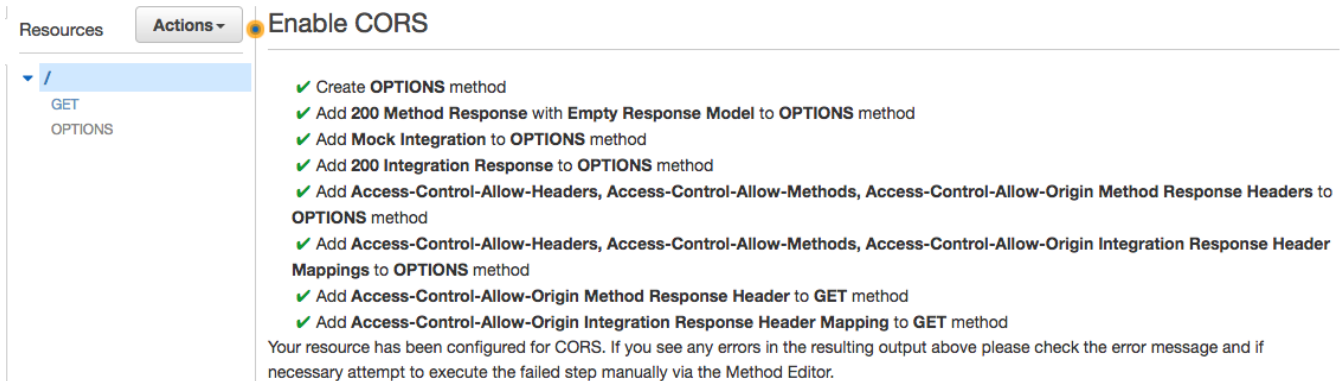 Resources
Actions
/
GET
OPTIONS
Enable CORS
✔ Create OPTIONS method
✔ Add 200 Method Response with Empty Response Model to OPTIONS method
✔ Add Mock Integration to OPTIONS method
✔ Add 200 Integration Response to OPTIONS method
✔ Add Access-Control-Allow-Headers, Access-Control-Allow-Methods, Access-Control-Allow-Origin Method Response Headers to
OPTIONS method
✔ Add Access-Control-Allow-Headers, Access-Control-Allow-Methods, Access-Control-Allow-Origin Integration Response Header
Mappings to OPTIONS method
✔ Add Access-Control-Allow-Origin Method Response Header to GET method
✔ Add Access-Control-Allow-Origin Integration Response Header Mapping to GET method
Your resource has been configured for CORS. If you see any errors in the resulting output above please check the error message and if
necessary attempt to execute the failed step manually via the Method Editor.